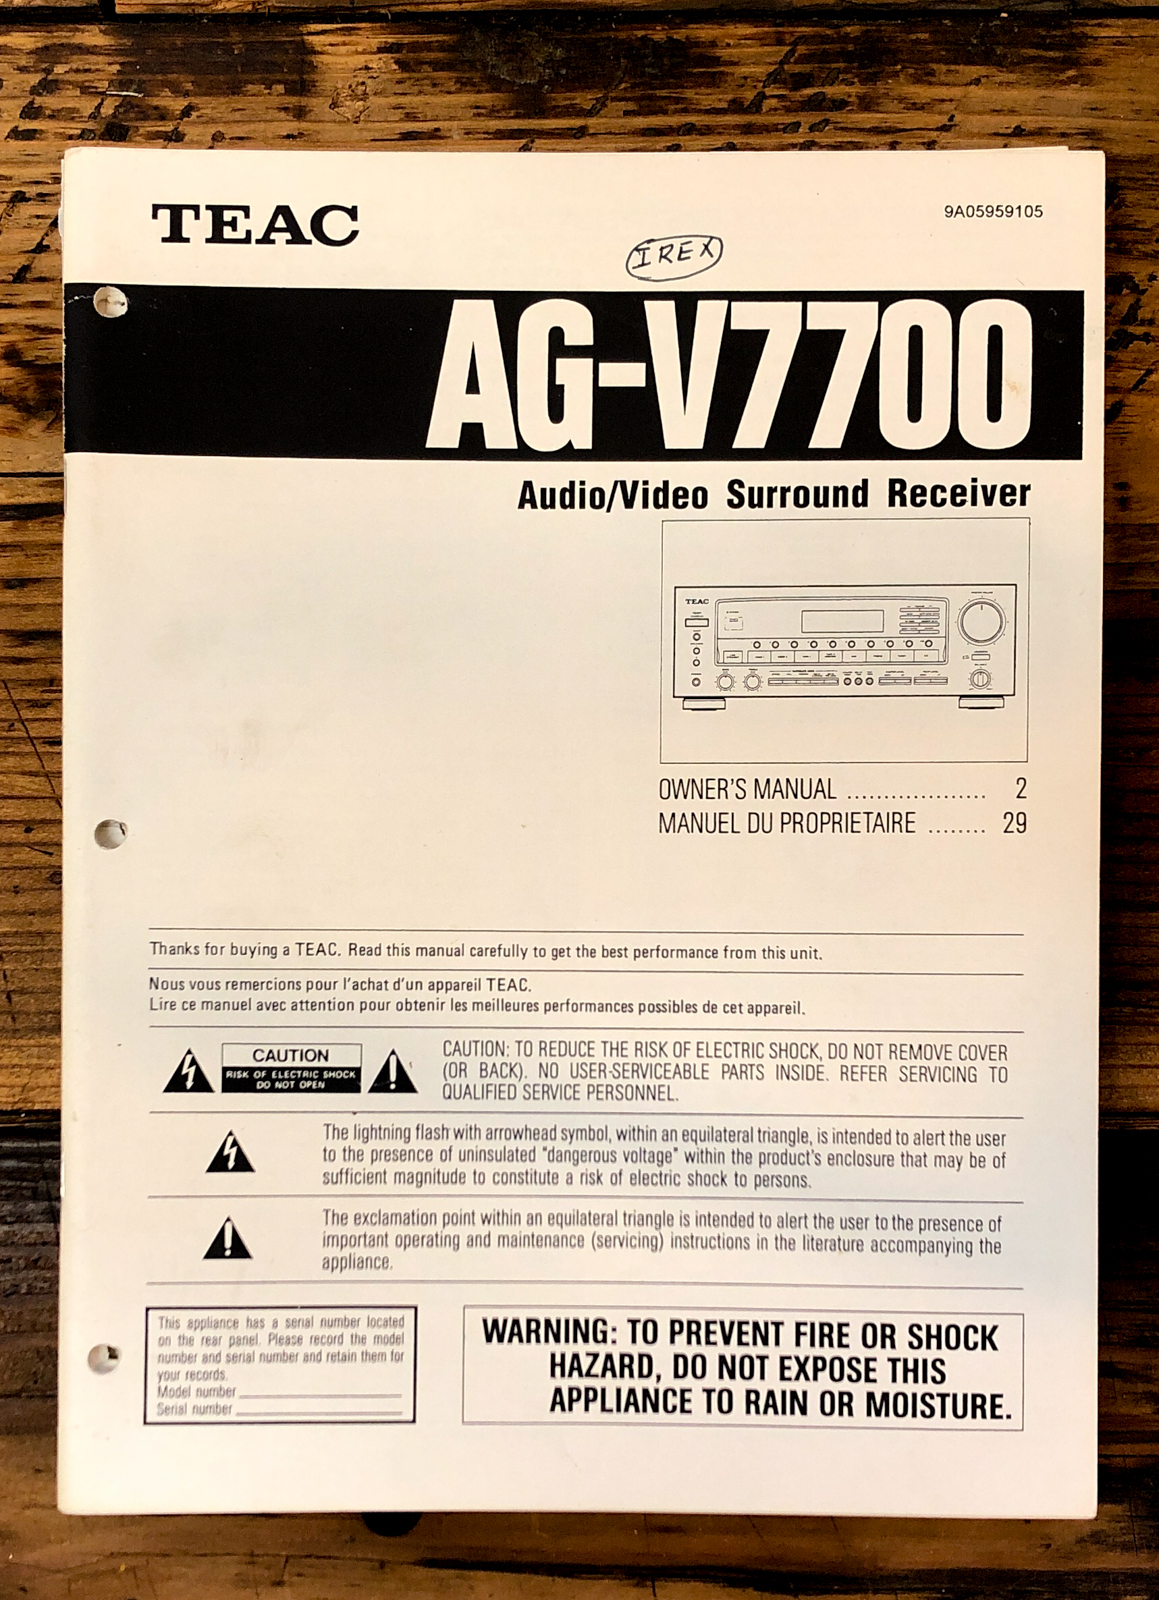 TEAC
9A05959105
IREX
AG-V7700
Audio/Video Surround Receiver
TEAC
OWNER'S MANUAL ................... 2
MANUEL DU PROPRIETAIRE ........ 29
Thanks for buying a TEAC. Read this manual carefully to get the best performance from this unit.
Nous vous remercions pour l'achat d'un appareil TEAC.
Lire ce manuel avec attention pour obtenir les meilleures performances possibles de cet appareil.
CAUTION
RISK OF ELECTRIC SHOCK
DO NOT OPEN
CAUTION: TO REDUCE THE RISK OF ELECTRIC SHOCK, DO NOT REMOVE COVER
(OR BACK). NO USER-SERVICEABLE PARTS INSIDE. REFER SERVICING TO
QUALIFIED SERVICE PERSONNEL.
The lightning flash with arrowhead symbol, within an equilateral triangle, is intended to alert the user
to the presence of uninsulated "dangerous voltage" within the product's enclosure that may be of
sufficient magnitude to constitute a risk of electric shock to persons.
The exclamation point within an equilateral triangle is intended to alert the user to the presence of
important operating and maintenance (servicing) instructions in the literature accompanying the
appliance.
This appliance has a serial number located
on the rear panel. Please record the model
number and serial number and retain them for
your records.
Model number
Serial number
WARNING: TO PREVENT FIRE OR SHOCK
HAZARD, DO NOT EXPOSE THIS
APPLIANCE TO RAIN OR MOISTURE.